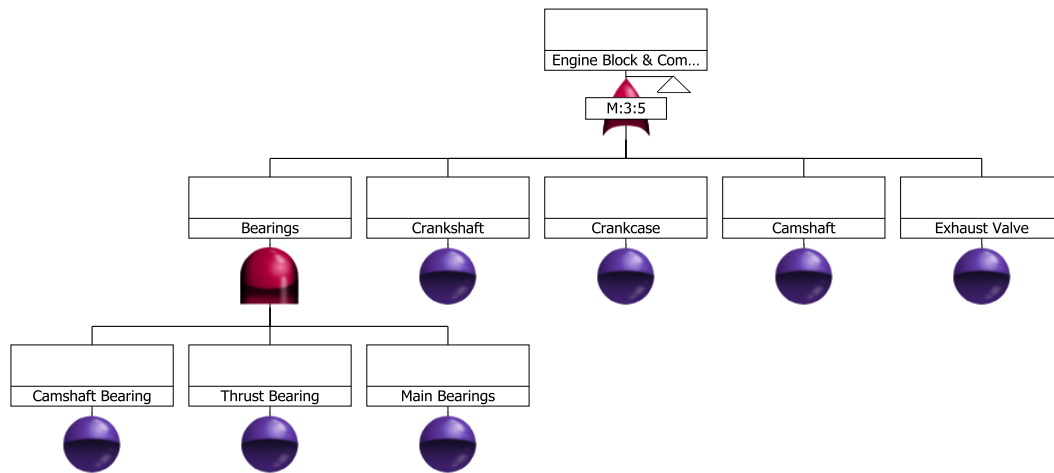 Engine Block & Com...
M:3:5
Bearings
Crankshaft
Crankcase
Camshaft
Exhaust Valve
Camshaft Bearing
Thrust Bearing
Main Bearings